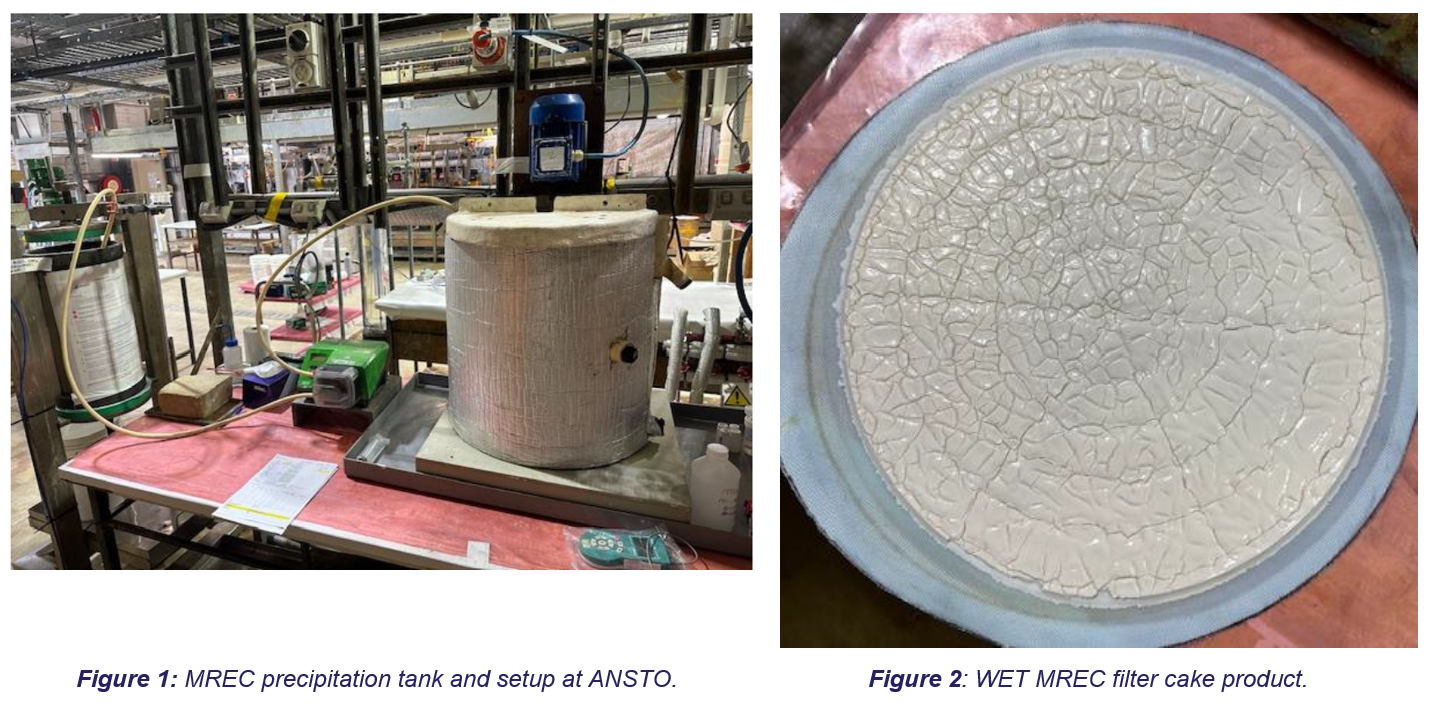 Figure 1: MREC precipitation tank and setup at ANSTO.
Figure 2: WET MREC filter cake product.